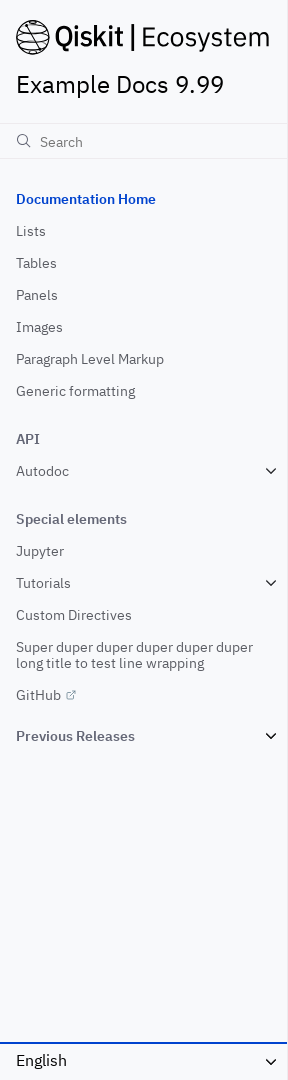 Qiskit | Ecosystem
Example Docs 9.99
Search
Documentation Home
Lists
Tables
Panels
Images
Paragraph Level Markup
Generic formatting
API
Autodoc
Special elements
Jupyter
Tutorials
Custom Directives
Super duper duper duper duper duper
long title to test line wrapping
GitHub
Previous Releases
English